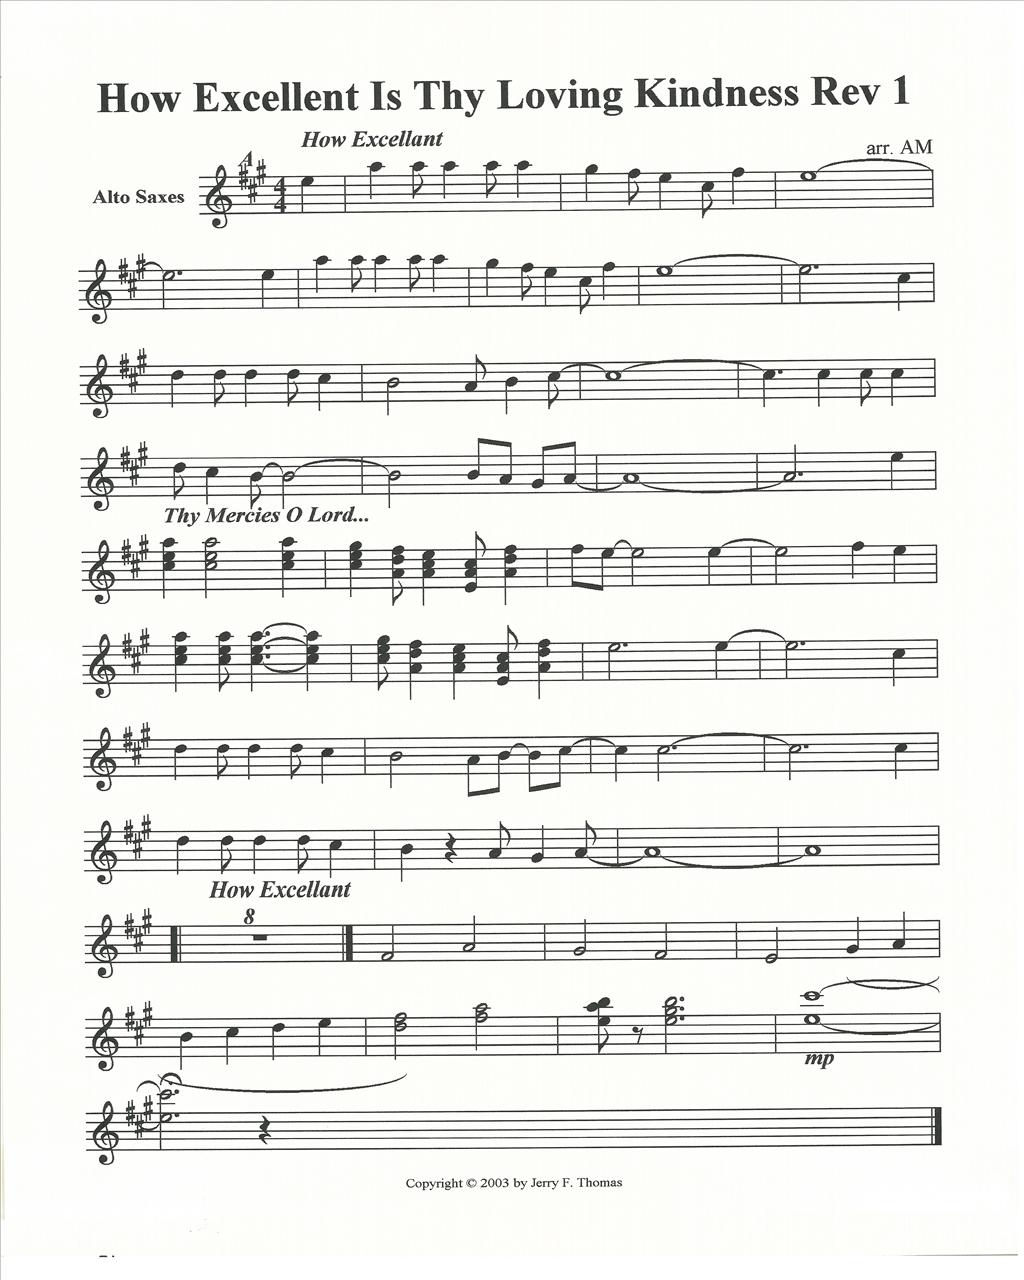 How Excellent Is Thy Loving Kindness Rev 1
How Excellant
arr. AM
A
Alto Saxes
4
4
Thy Mercies O Lord...
How Excellant
8
mp
Copyright © 2003 by Jerry F. Thomas